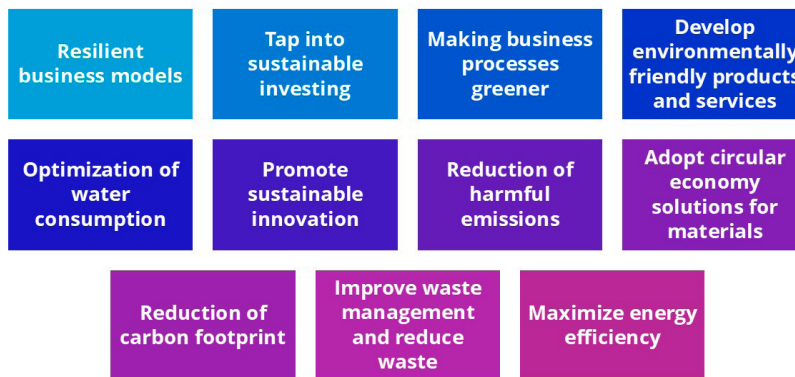 Resilient
business models
Tap into
sustainable
investing
Making business
processes
greener
Develop
environmentally
friendly products
and services
Optimization of
water
consumption
Promote
sustainable
innovation
Reduction of
harmful
emissions
Adopt circular
economy
solutions for
materials
Reduction of
carbon footprint
Improve waste
management
and reduce
waste
Maximize energy
efficiency